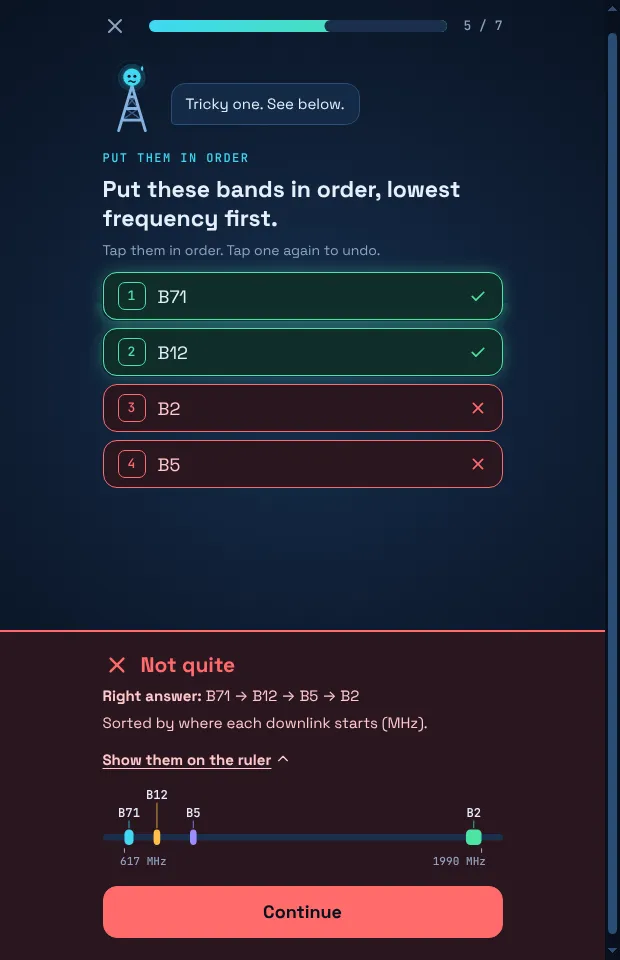 5 / 7
Tricky one. See below.
PUT THEM IN ORDER
Put these bands in order, lowest
frequency first.
Tap them in order. Tap one again to undo.
1 B71
2 B12
3 B2
4 B5
Not quite
Right answer: B71 → B12 → B5 → B2
Sorted by where each downlink starts (MHz).
Show them on the ruler
B12
B71 B5 B2
617 MHz 1990 MHz
Continue